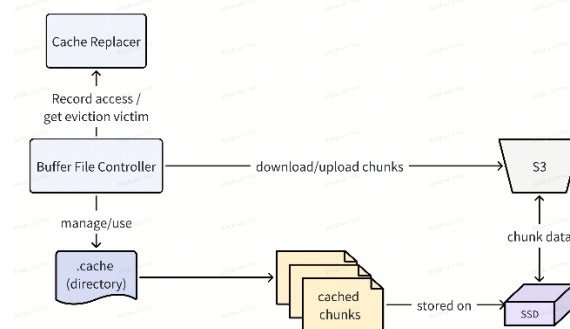 Cache Replacer
Record access /
get eviction victim
Buffer File Controller
download/upload chunks
S3
manage/use
chunk data
.cache
(directory)
cached
chunks
stored on
SSD